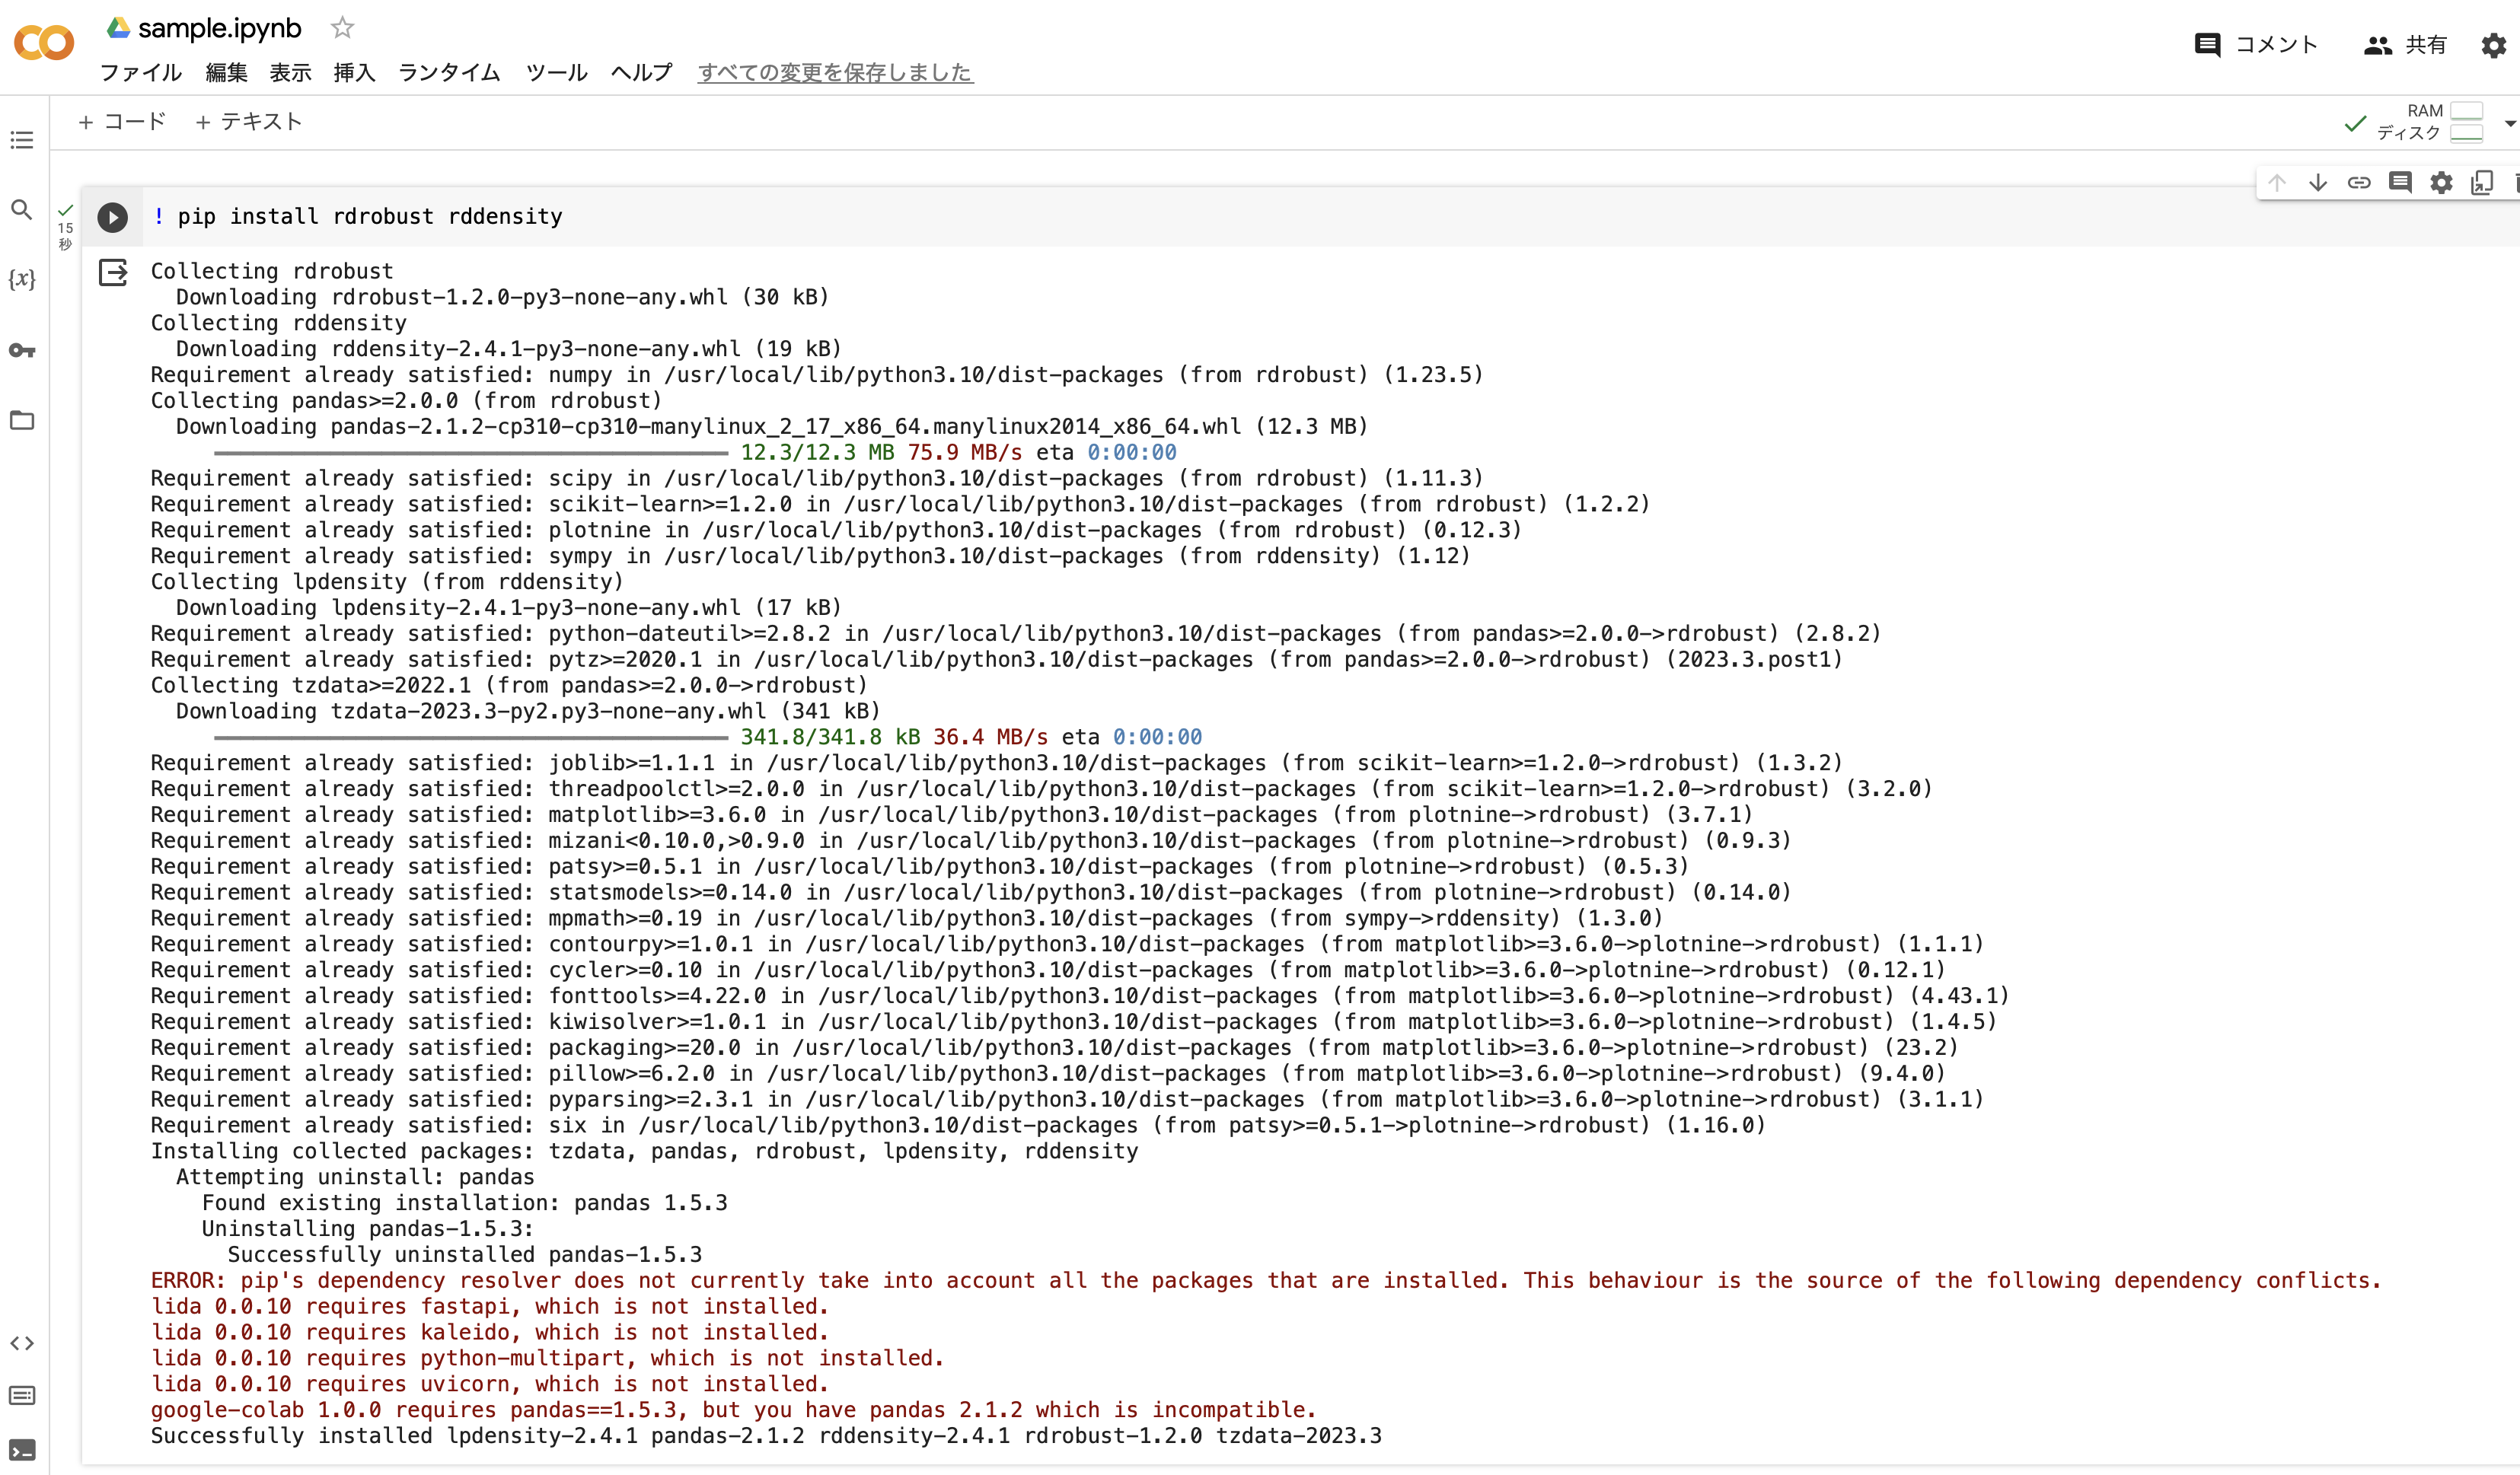 sample.ipynb
ファイル 編集 表示 挿入 ランタイム ツール ヘルプ すべての変更を保存しました
コメント 共有
+ コード + テキスト
RAM
ディスク
15
秒
{x}
! pip install rdrobust rddensity
Collecting rdrobust
Downloading rdrobust-1.2.0-py3-none-any.whl (30 kB)
Collecting rddensity
Downloading rddensity-2.4.1-py3-none-any.whl (19 kB)
Requirement already satisfied: numpy in /usr/local/lib/python3.10/dist-packages (from rdrobust) (1.23.5)
Collecting pandas>=2.0.0 (from rdrobust)
Downloading pandas-2.1.2-cp310-cp310-manylinux_2_17_x86_64.manylinux2014_x86_64.whl (12.3 MB)
12.3/12.3 MB 75.9 MB/s eta 0:00:00
Requirement already satisfied: scipy in /usr/local/lib/python3.10/dist-packages (from rdrobust) (1.11.3)
Requirement already satisfied: scikit-learn>=1.2.0 in /usr/local/lib/python3.10/dist-packages (from rdrobust) (1.2.2)
Requirement already satisfied: plotnine in /usr/local/lib/python3.10/dist-packages (from rdrobust) (0.12.3)
Requirement already satisfied: sympy in /usr/local/lib/python3.10/dist-packages (from rddensity) (1.12)
Collecting lpdensity (from rddensity)
Downloading lpdensity-2.4.1-py3-none-any.whl (17 kB)
Requirement already satisfied: python-dateutil>=2.8.2 in /usr/local/lib/python3.10/dist-packages (from pandas>=2.0.0->rdrobust) (2.8.2)
Requirement already satisfied: pytz>=2020.1 in /usr/local/lib/python3.10/dist-packages (from pandas>=2.0.0->rdrobust) (2023.3.post1)
Collecting tzdata>=2022.1 (from pandas>=2.0.0->rdrobust)
Downloading tzdata-2023.3-py2.py3-none-any.whl (341 kB)
341.8/341.8 kB 36.4 MB/s eta 0:00:00
Requirement already satisfied: joblib>=1.1.1 in /usr/local/lib/python3.10/dist-packages (from scikit-learn>=1.2.0->rdrobust) (1.3.2)
Requirement already satisfied: threadpoolctl>=2.0.0 in /usr/local/lib/python3.10/dist-packages (from scikit-learn>=1.2.0->rdrobust) (3.2.0)
Requirement already satisfied: matplotlib>=3.6.0 in /usr/local/lib/python3.10/dist-packages (from plotnine->rdrobust) (3.7.1)
Requirement already satisfied: mizani<0.10.0,>0.9.0 in /usr/local/lib/python3.10/dist-packages (from plotnine->rdrobust) (0.9.3)
Requirement already satisfied: patsy>=0.5.1 in /usr/local/lib/python3.10/dist-packages (from plotnine->rdrobust) (0.5.3)
Requirement already satisfied: statsmodels>=0.14.0 in /usr/local/lib/python3.10/dist-packages (from plotnine->rdrobust) (0.14.0)
Requirement already satisfied: mpmath>=0.19 in /usr/local/lib/python3.10/dist-packages (from sympy->rddensity) (1.3.0)
Requirement already satisfied: contourpy>=1.0.1 in /usr/local/lib/python3.10/dist-packages (from matplotlib>=3.6.0->plotnine->rdrobust) (1.1.1)
Requirement already satisfied: cycler>=0.10 in /usr/local/lib/python3.10/dist-packages (from matplotlib>=3.6.0->plotnine->rdrobust) (0.12.1)
Requirement already satisfied: fonttools>=4.22.0 in /usr/local/lib/python3.10/dist-packages (from matplotlib>=3.6.0->plotnine->rdrobust) (4.43.1)
Requirement already satisfied: kiwisolver>=1.0.1 in /usr/local/lib/python3.10/dist-packages (from matplotlib>=3.6.0->plotnine->rdrobust) (1.4.5)
Requirement already satisfied: packaging>=20.0 in /usr/local/lib/python3.10/dist-packages (from matplotlib>=3.6.0->plotnine->rdrobust) (23.2)
Requirement already satisfied: pillow>=6.2.0 in /usr/local/lib/python3.10/dist-packages (from matplotlib>=3.6.0->plotnine->rdrobust) (9.4.0)
Requirement already satisfied: pyparsing>=2.3.1 in /usr/local/lib/python3.10/dist-packages (from matplotlib>=3.6.0->plotnine->rdrobust) (3.1.1)
Requirement already satisfied: six in /usr/local/lib/python3.10/dist-packages (from patsy>=0.5.1->plotnine->rdrobust) (1.16.0)
Installing collected packages: tzdata, pandas, rdrobust, lpdensity, rddensity
Attempting uninstall: pandas
Found existing installation: pandas 1.5.3
Uninstalling pandas-1.5.3:
Successfully uninstalled pandas-1.5.3
ERROR: pip's dependency resolver does not currently take into account all the packages that are installed. This behaviour is the source of the following dependency conflicts.
lida 0.0.10 requires fastapi, which is not installed.
lida 0.0.10 requires kaleido, which is not installed.
lida 0.0.10 requires python-multipart, which is not installed.
lida 0.0.10 requires uvicorn, which is not installed.
google-colab 1.0.0 requires pandas==1.5.3, but you have pandas 2.1.2 which is incompatible.
Successfully installed lpdensity-2.4.1 pandas-2.1.2 rddensity-2.4.1 rdrobust-1.2.0 tzdata-2023.3